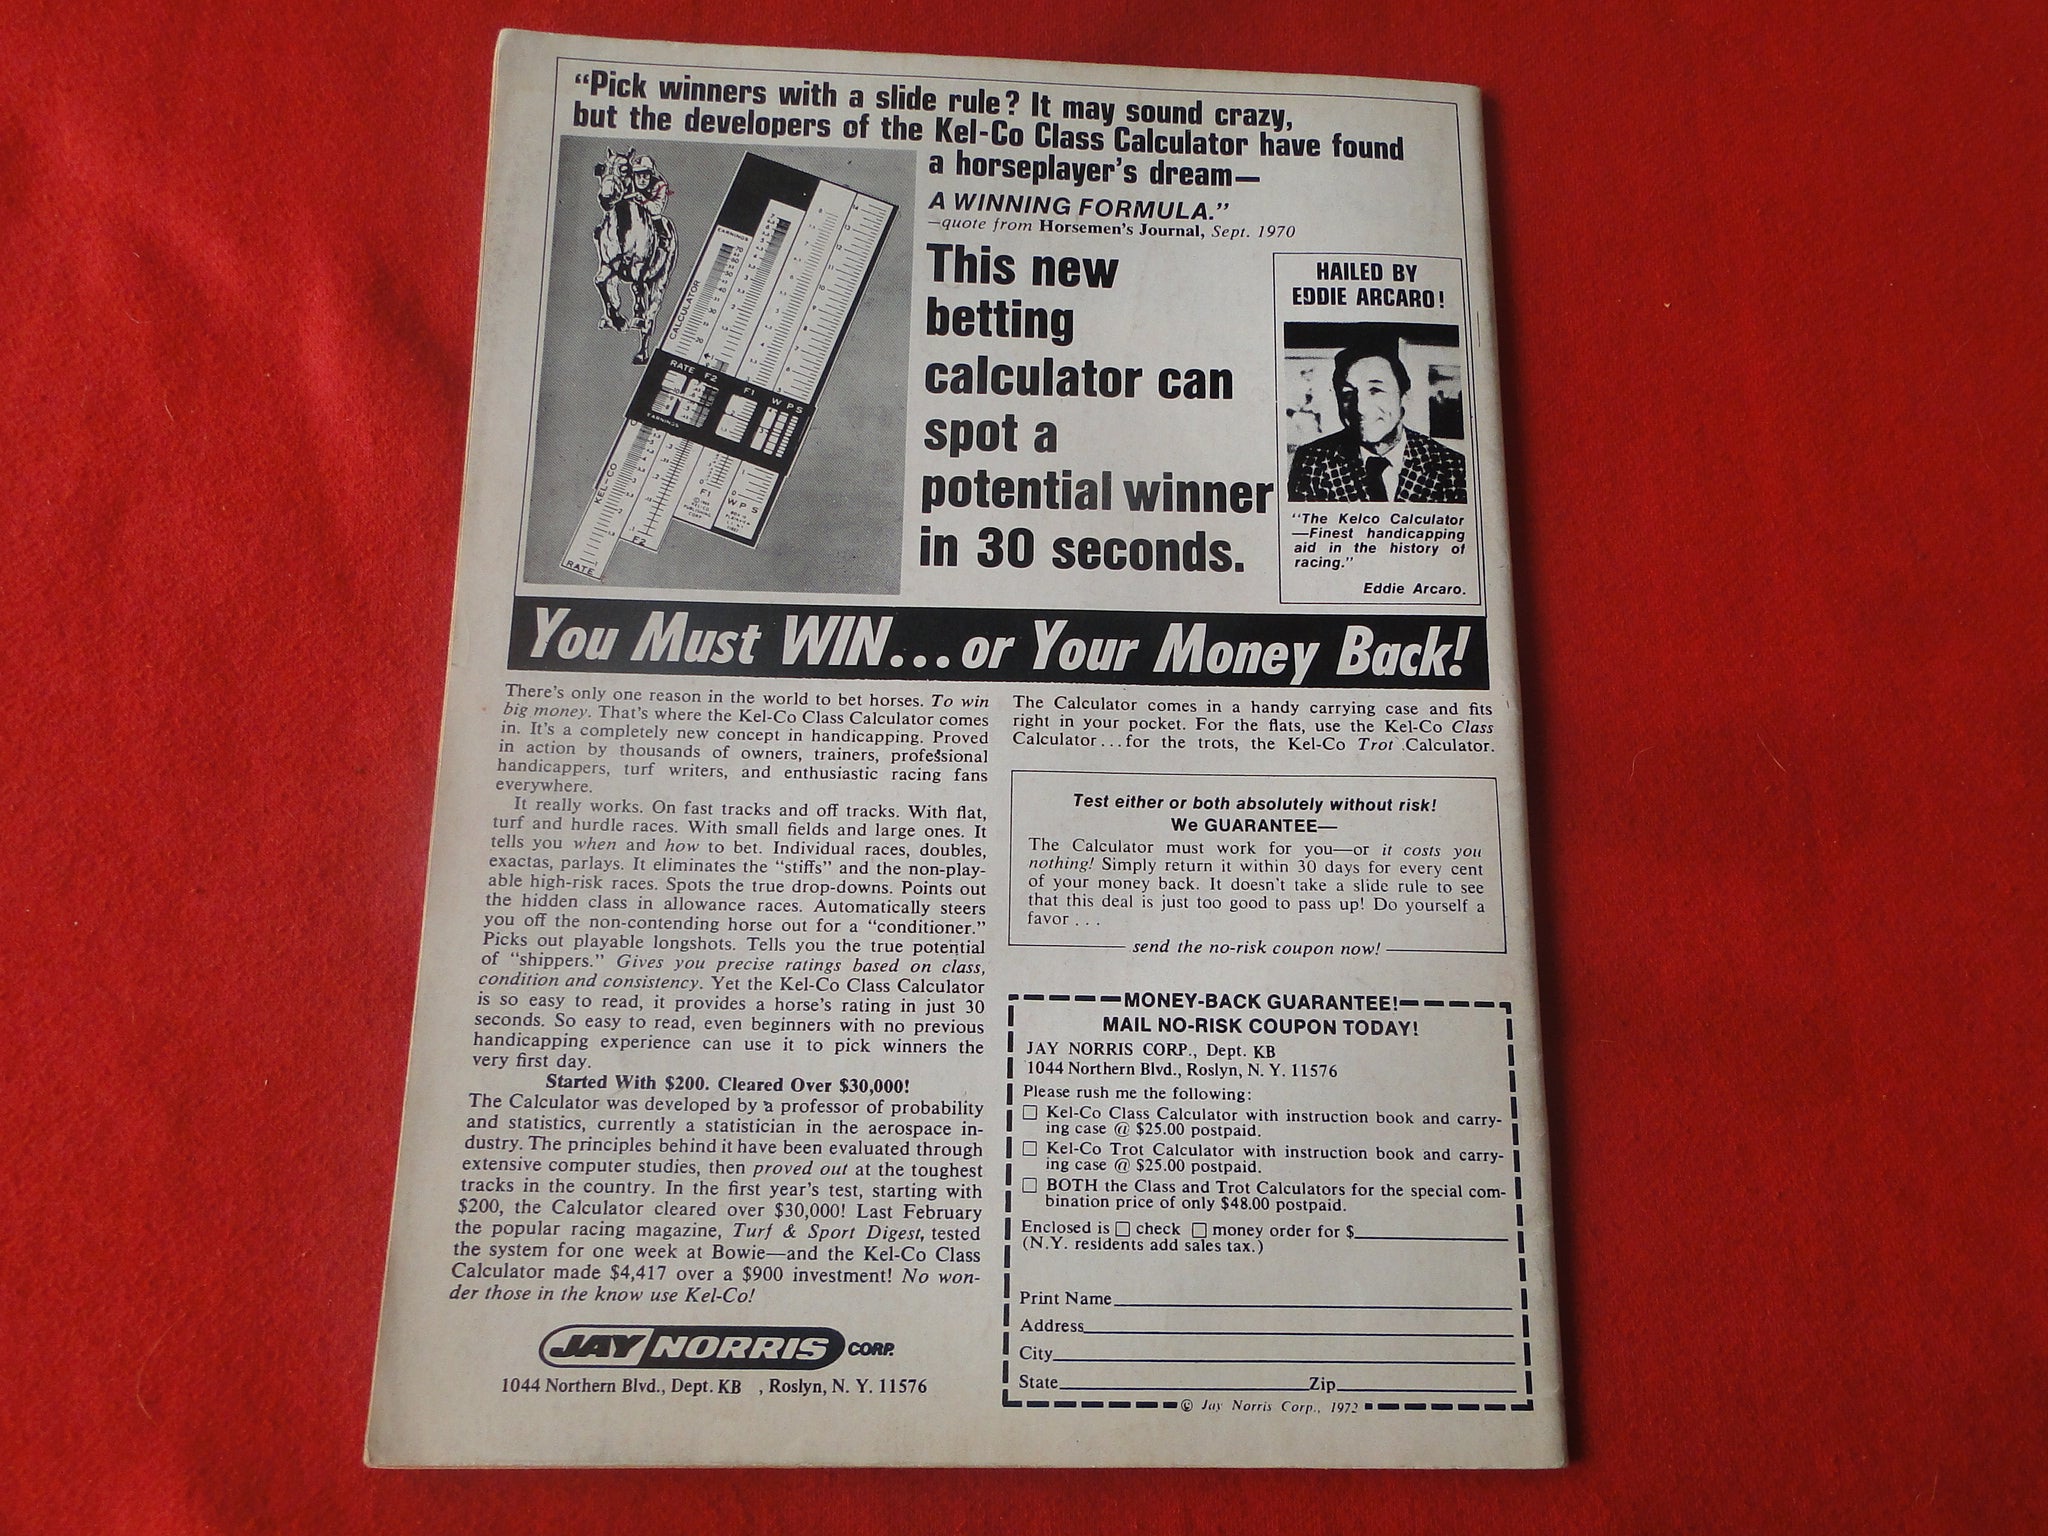 “Pick winners with a slide rule? It may sound crazy,
but the developers of the Kel-Co Class Calculator have found
a horseplayer’s dream—
A WINNING FORMULA.”
—quote from Horsemen’s Journal, Sept. 1970
This new
betting
calculator can
spot a
potential winner
in 30 seconds.
HAILED BY
EDDIE ARCARO!
“The Kelco Calculator
—Finest handicapping
aid in the history of
racing.”
Eddie Arcaro.
EARNINGS
CALCULATOR
RATE F2 F1 W P S
EARNINGS
KEL-CO
F1
W P S
F2
RATE
You Must WIN...or Your Money Back!
There’s only one reason in the world to bet horses. To win
big money. That’s where the Kel-Co Class Calculator comes
in. It’s a completely new concept in handicapping. Proved
in action by thousands of owners, trainers, professional
handicappers, turf writers, and enthusiastic racing fans
everywhere.
It really works. On fast tracks and off tracks. With flat,
turf and hurdle races. With small fields and large ones. It
tells you when and how to bet. Individual races, doubles,
exactas, parlays. It eliminates the “stiffs” and the non-play-
able high-risk races. Spots the true drop-downs. Points out
the hidden class in allowance races. Automatically steers
you off the non-contending horse out for a “conditioner.”
Picks out playable longshots. Tells you the true potential
of “shippers.” Gives you precise ratings based on class,
condition and consistency. Yet the Kel-Co Class Calculator
is so easy to read, it provides a horse’s rating in just 30
seconds. So easy to read, even beginners with no previous
handicapping experience can use it to pick winners the
very first day.
Started With $200. Cleared Over $30,000!
The Calculator was developed by a professor of probability
and statistics, currently a statistician in the aerospace in-
dustry. The principles behind it have been evaluated through
extensive computer studies, then proved out at the toughest
tracks in the country. In the first year’s test, starting with
$200, the Calculator cleared over $30,000! Last February
the popular racing magazine, Turf & Sport Digest, tested
the system for one week at Bowie—and the Kel-Co Class
Calculator made $4,417 over a $900 investment! No won-
der those in the know use Kel-Co!
JAY NORRIS CORP.
1044 Northern Blvd., Dept. KB , Roslyn, N. Y. 11576
The Calculator comes in a handy carrying case and fits
right in your pocket. For the flats, use the Kel-Co Class
Calculator...for the trots, the Kel-Co Trot Calculator.
Test either or both absolutely without risk!
We GUARANTEE—
The Calculator must work for you—or it costs you
nothing! Simply return it within 30 days for every cent
of your money back. It doesn’t take a slide rule to see
that this deal is just too good to pass up! Do yourself a
favor . . .
send the no-risk coupon now!
MONEY-BACK GUARANTEE!
MAIL NO-RISK COUPON TODAY!
JAY NORRIS CORP., Dept. KB
1044 Northern Blvd., Roslyn, N. Y. 11576
Please rush me the following:
☐ Kel-Co Class Calculator with instruction book and carry-
ing case @ $25.00 postpaid.
☐ Kel-Co Trot Calculator with instruction book and carry-
ing case @ $25.00 postpaid.
☐ BOTH the Class and Trot Calculators for the special com-
bination price of only $48.00 postpaid.
Enclosed is ☐ check ☐ money order for $
(N.Y. residents add sales tax.)
Print Name
Address
City
State Zip
© Jay Norris Corp., 1972